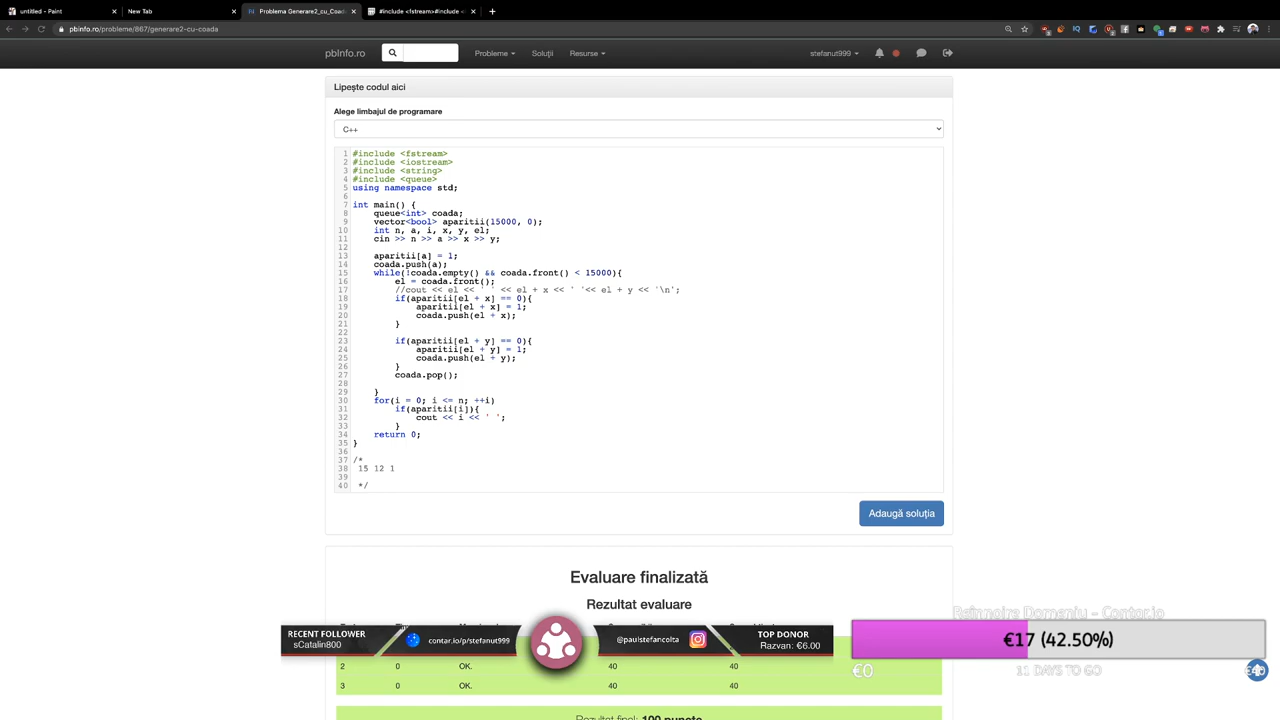 untitled - Paint
New Tab
Problema Generare2_cu_Coad
#include <fstream>#include <
pbinfo.ro/probleme/867/generare2-cu-coada
pbInfo.ro
Probleme
Soluții
Resurse
stefanut999
Lipește codul aici
Alege limbajul de programare
C++
1 #include <fstream>
2 #include <iostream>
3 #include <string>
4 #include <queue>
5 using namespace std;
6
7 int main() {
8 queue<int> coada;
9 vector<bool> aparitii(15000, 0);
10 int n, a, i, x, y, el;
11 cin >> n >> a >> x >> y;
12
13 aparitii[a] = 1;
14 coada.push(a);
15 while(!coada.empty() && coada.front() < 15000){
16 el = coada.front();
17 //cout << el << ' ' << el + x << ' '<< el + y << '\n';
18 if(aparitii[el + x] == 0){
19 aparitii[el + x] = 1;
20 coada.push(el + x);
21 }
22
23 if(aparitii[el + y] == 0){
24 aparitii[el + y] = 1;
25 coada.push(el + y);
26 }
27 coada.pop();
28
29 }
30 for(i = 0; i <= n; ++i)
31 if(aparitii[i]){
32 cout << i << ' ';
33 }
34 return 0;
35 }
36
37 /*
38 15 12 1
39
40 */
Adaugă soluția
Evaluare finalizată
Rezultat evaluare
RECENT FOLLOWER
sCatalin800
contar.io/p/stefanut999
@paulstefancolta
TOP DONOR
Razvan: €6.00
Reinnoire Domeniu - Contor.io
€17 (42.50%)
€0
11 DAYS TO GO
2 0 OK. 40 40
3 0 OK. 40 40
Rezultat final: 100 puncte